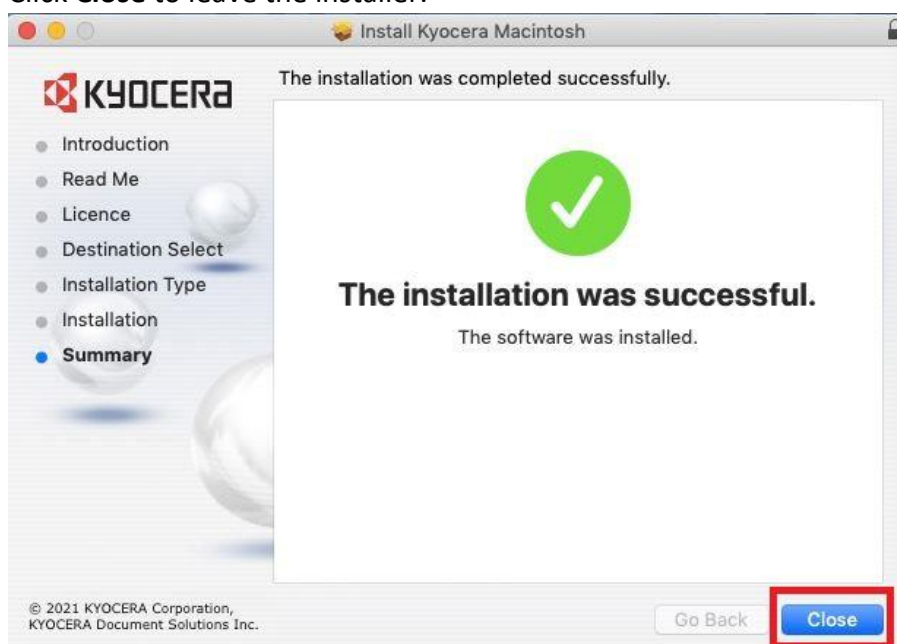 Click Close to leave the installer.
Install Kyocera Macintosh
KYOCERA
The installation was completed successfully.
Introduction
Read Me
Licence
Destination Select
Installation Type
Installation
Summary
The installation was successful.
The software was installed.
© 2021 KYOCERA Corporation,
KYOCERA Document Solutions Inc.
Go Back
Close